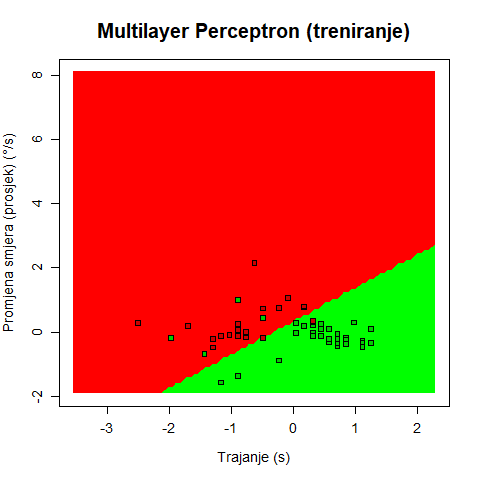 Multilayer Perceptron (treniranje)
Promjena smjera (prosjek) (°/s)
8
6
4
2
0
-2
-3 -2 -1 0 1 2
Trajanje (s)